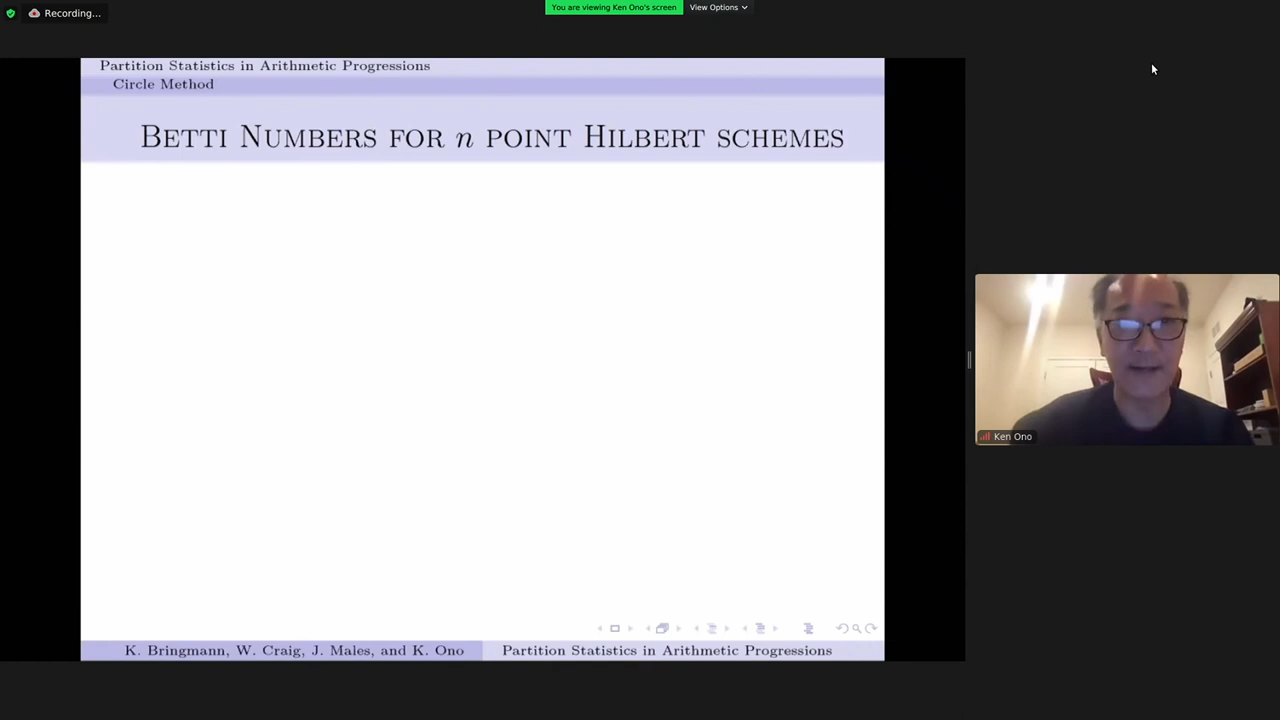 Recording...
You are viewing Ken Ono's screen
View Options
Partition Statistics in Arithmetic Progressions
Circle Method
Betti Numbers for n point Hilbert schemes
Ken Ono
K. Bringmann, W. Craig, J. Males, and K. Ono
Partition Statistics in Arithmetic Progressions